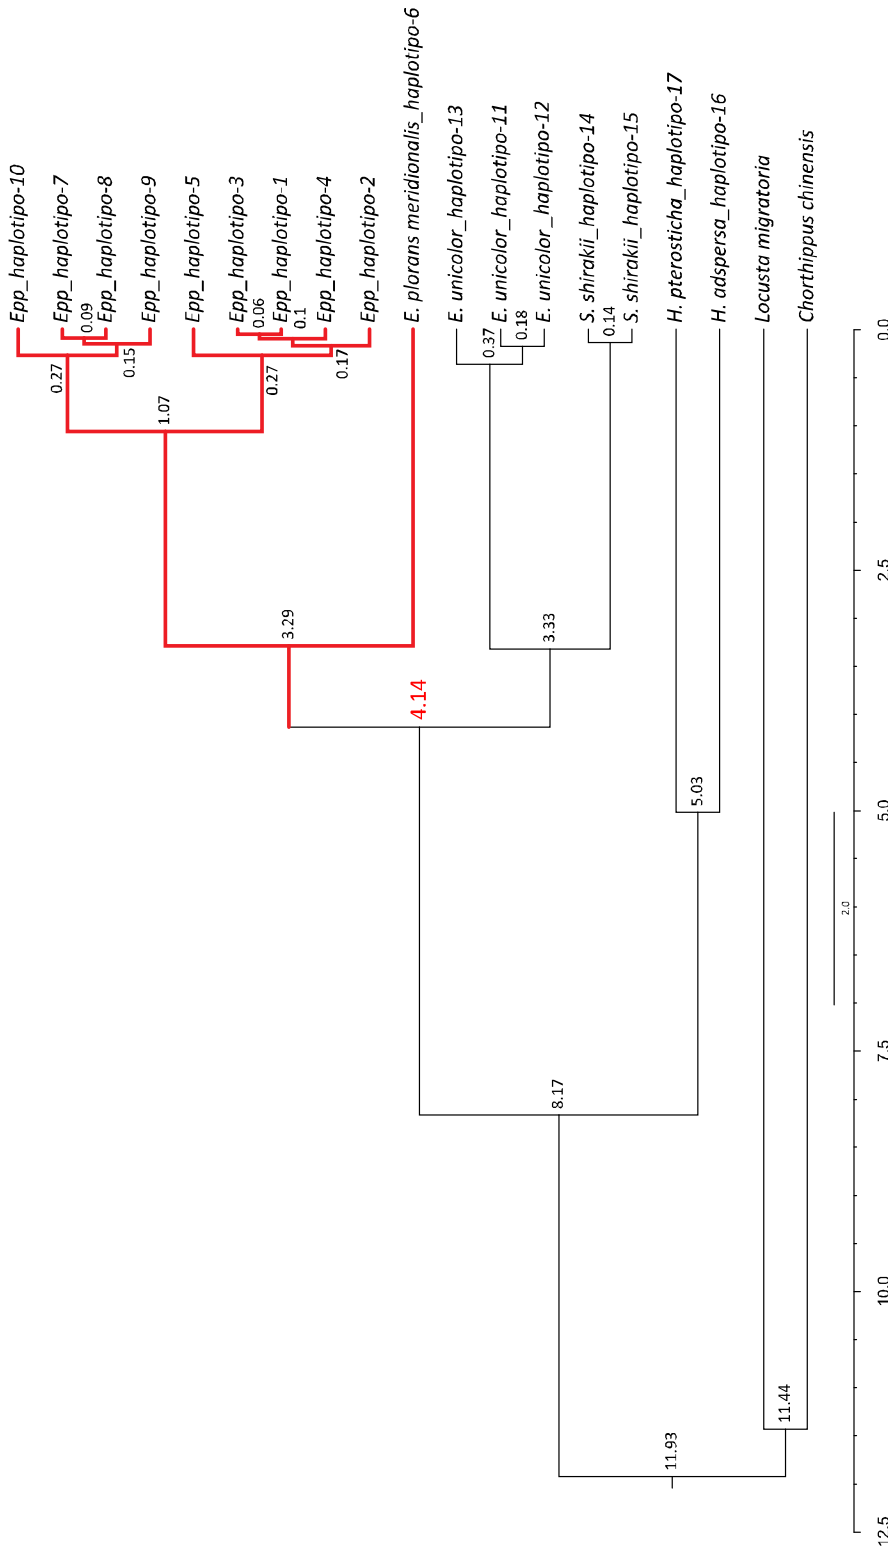 Epp_haplotipo-10
Epp_haplotipo-7
Epp_haplotipo-8
Epp_haplotipo-9
Epp_haplotipo-5
Epp_haplotipo-3
Epp_haplotipo-1
Epp_haplotipo-4
Epp_haplotipo-2
E. plorans meridionalis_haplotipo-6
E. unicolor_haplotipo-13
E. unicolor_haplotipo-11
E. unicolor_haplotipo-12
S. shirakii_haplotipo-14
S. shirakii_haplotipo-15
H. pterosticha_haplotipo-17
H. adspersa_haplotipo-16
Locusta migratoria
Chorthippus chinensis
0.09
0.15
0.27
1.07
0.06
0.1
0.17
0.27
3.29
4.14
0.37
0.18
0.14
3.33
5.03
8.17
11.44
11.93
2.0
12.5
10.0
7.5
5.0
2.5
0.0